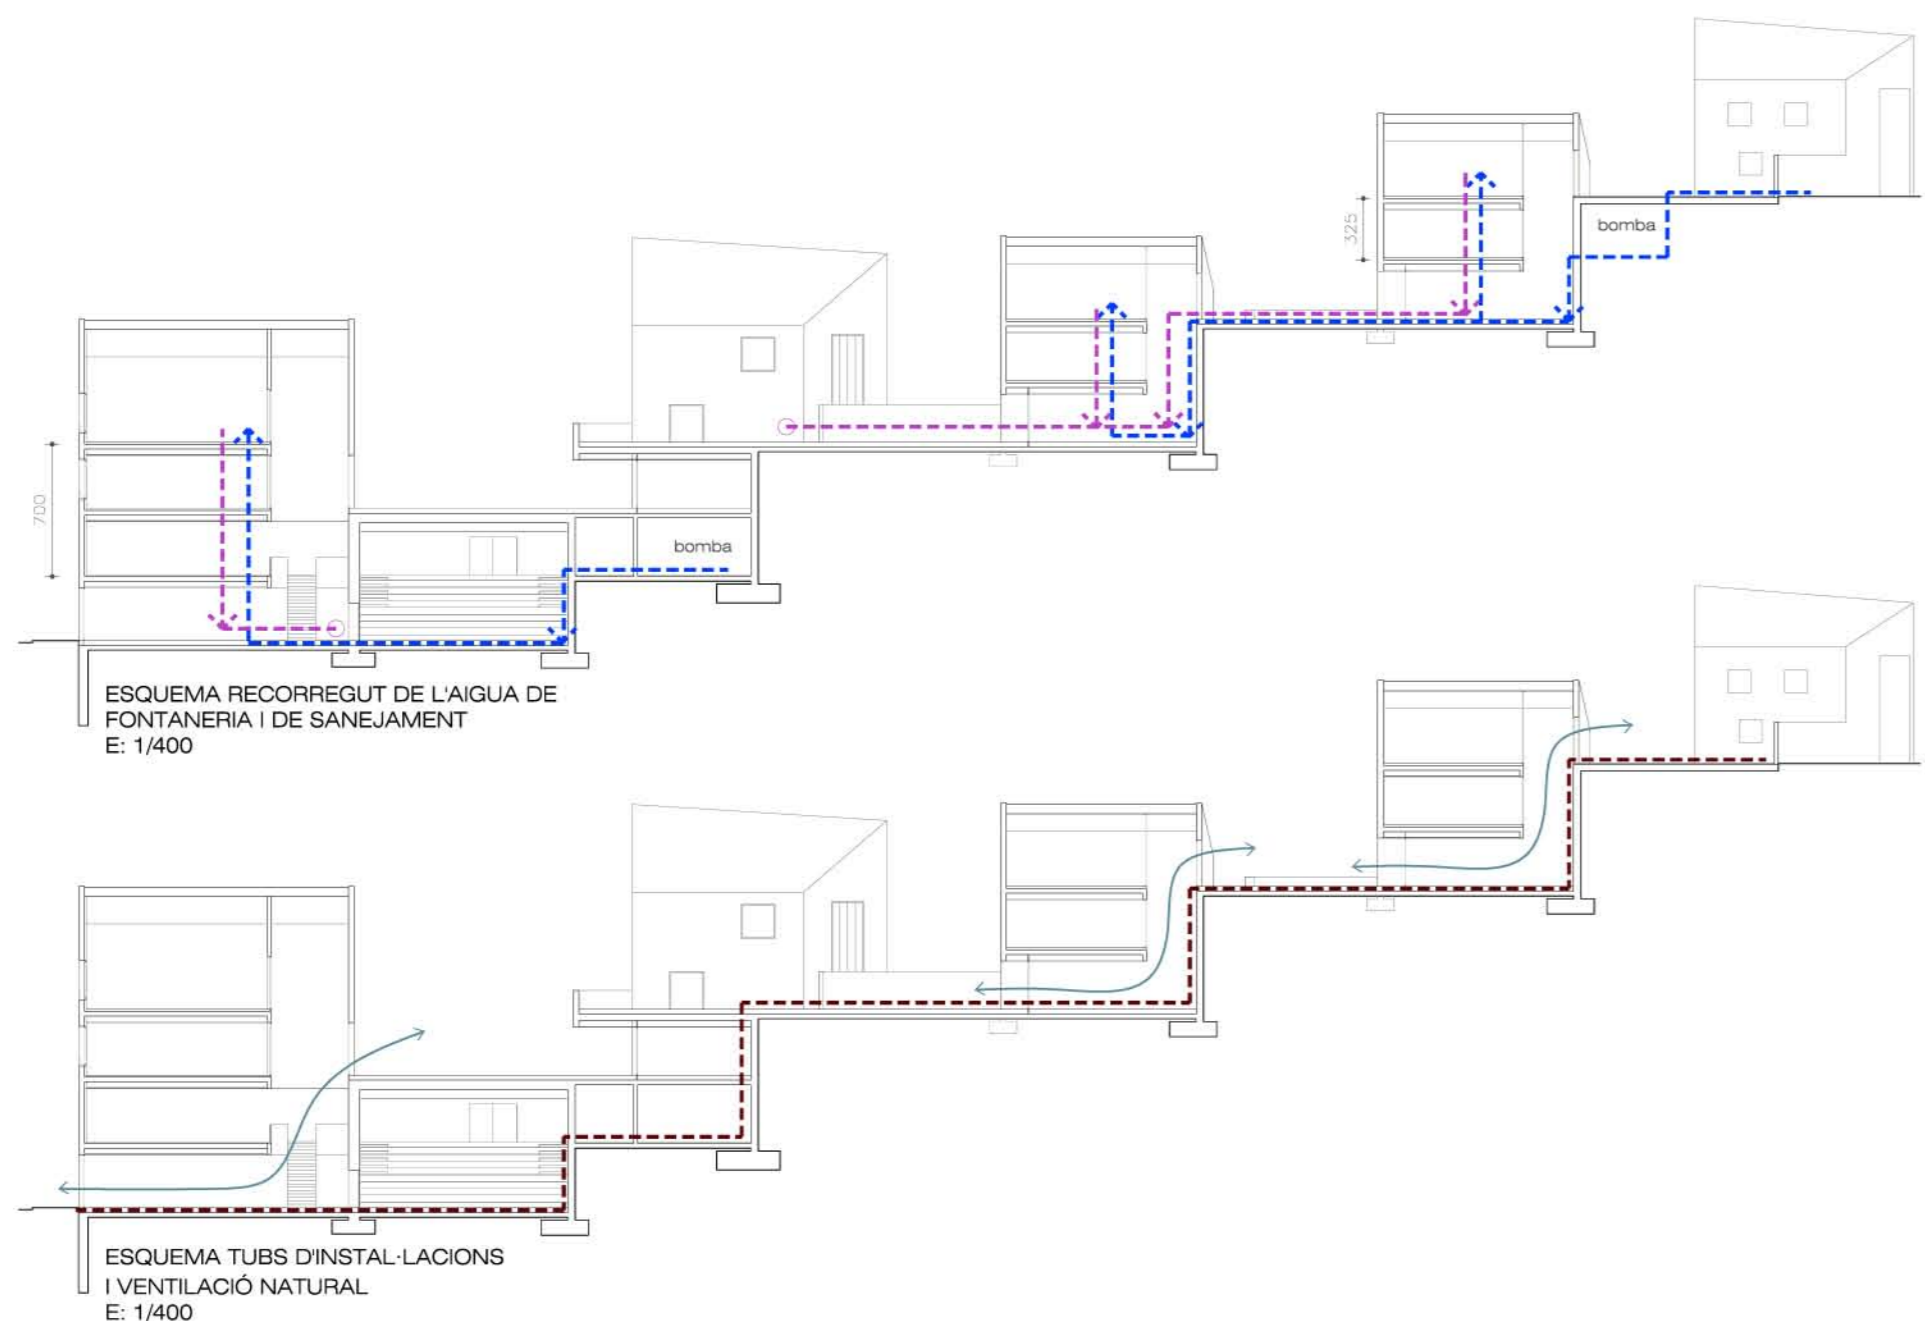 bomba
325
700
bomba
ESQUEMA RECORREGUT DE L'AIGUA DE
FONTANERIA I DE SANEJAMENT
E: 1/400
ESQUEMA TUBS D'INSTAL·LACIONS
I VENTILACIÓ NATURAL
E: 1/400